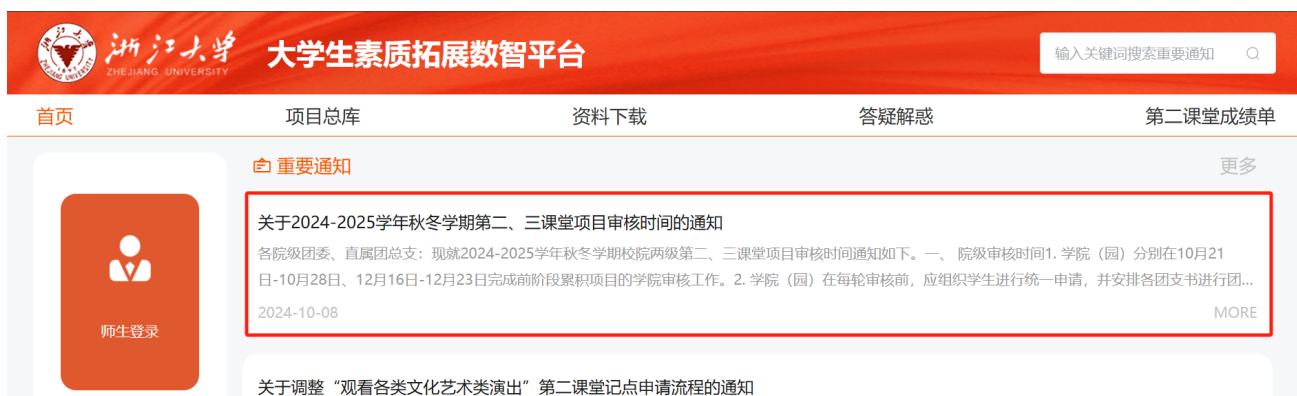 浙江大学
ZHEJIANG UNIVERSITY
大学生素质拓展数智平台
输入关键词搜索重要通知
首页
项目总库
资料下载
答疑解惑
第二课堂成绩单
重要通知
更多
师生登录
关于2024-2025学年秋冬学期第二、三课堂项目审核时间的通知
各院级团委、直属团总支：现就2024-2025学年秋冬学期校院两级第二、三课堂项目审核时间通知如下。一、 院级审核时间1. 学院（园）分别在10月21
日-10月28日、12月16日-12月23日完成前阶段累积项目的学院审核工作。2. 学院（园）在每轮审核前，应组织学生进行统一申请，并安排各团支书进行团...
2024-10-08
MORE
关于调整“观看各类文化艺术类演出”第二课堂记点申请流程的通知